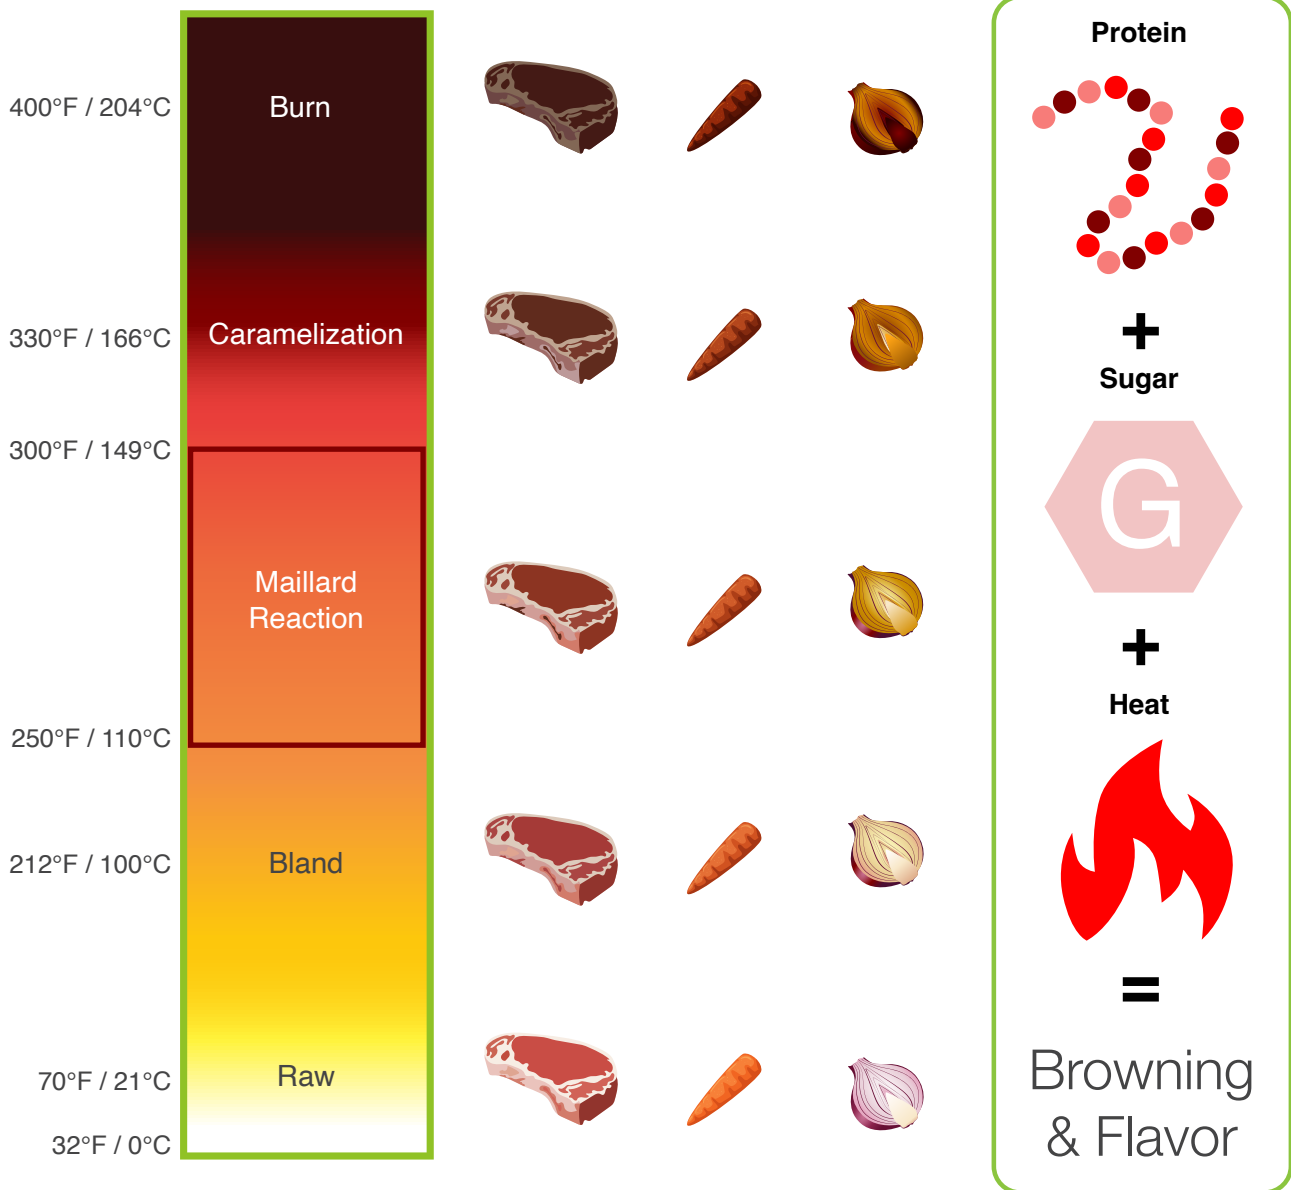 400°F / 204°C
Burn
330°F / 166°C
Caramelization
300°F / 149°C
Maillard
Reaction
250°F / 110°C
212°F / 100°C
Bland
70°F / 21°C
Raw
32°F / 0°C
Protein
+
Sugar
G
+
Heat
=
Browning
& Flavor